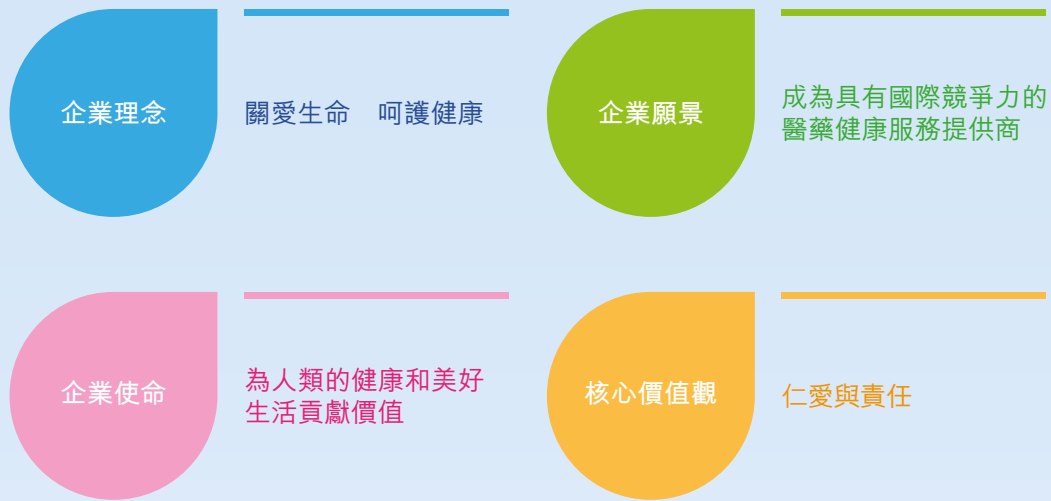 企業理念
關愛生命　呵護健康
企業願景
成為具有國際競爭力的
醫藥健康服務提供商
企業使命
為人類的健康和美好
生活貢獻價值
核心價值觀
仁愛與責任